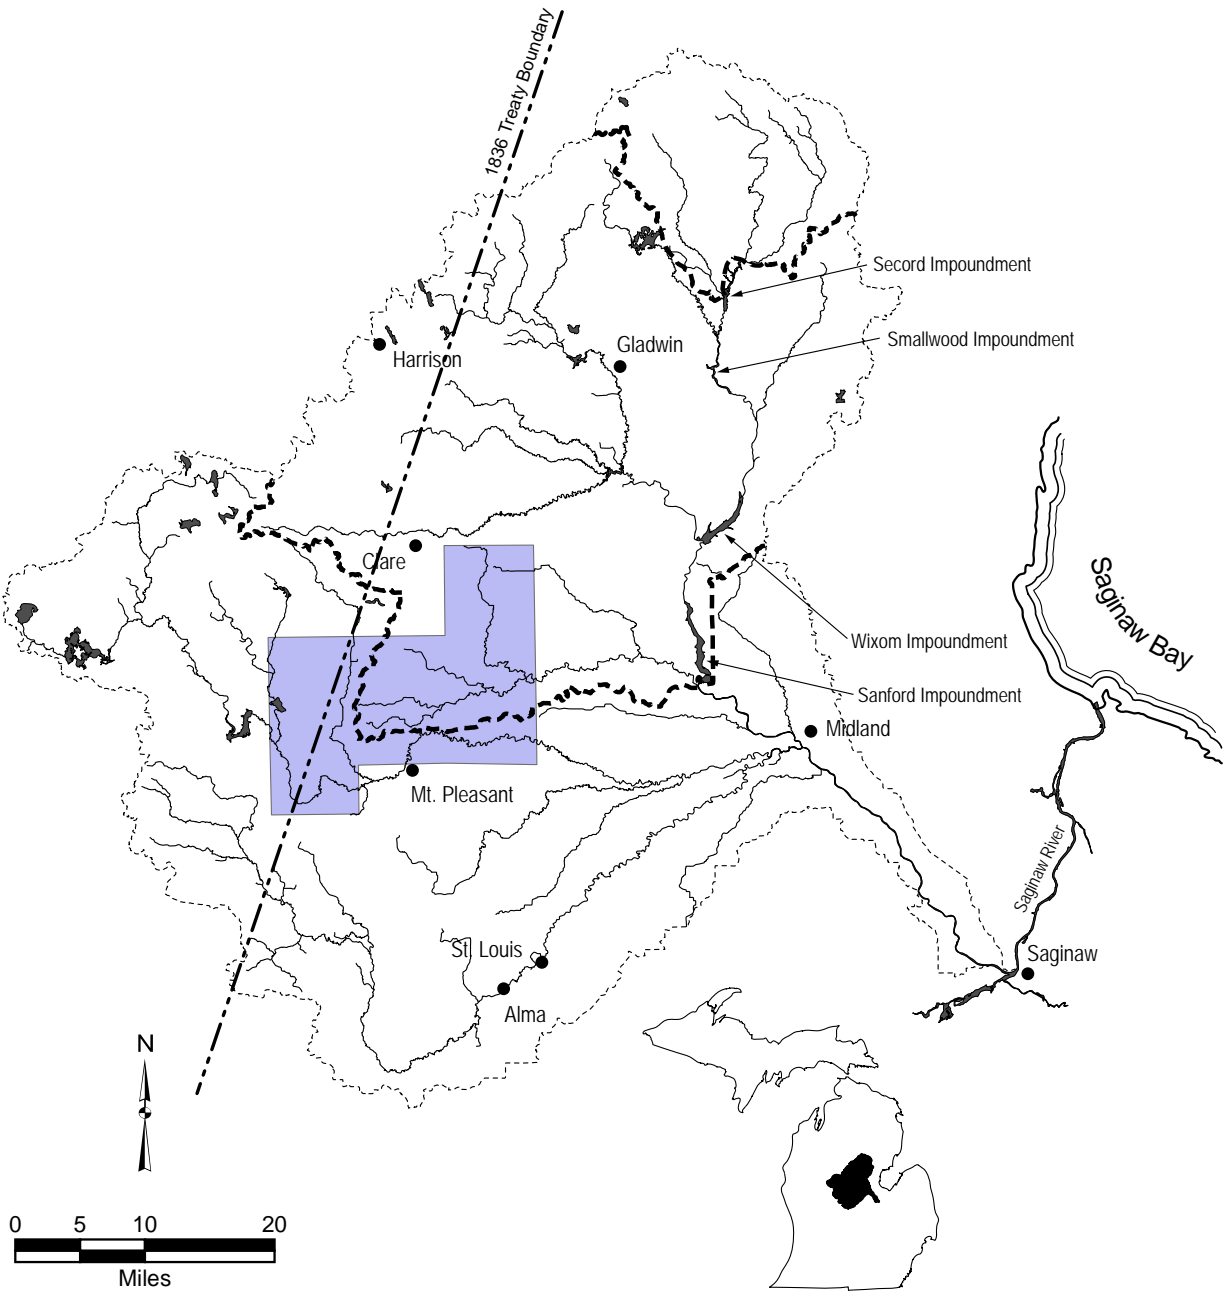 1836 Treaty Boundary
Secord Impoundment
Smallwood Impoundment
Gladwin
Harrison
Clare
Saginaw Bay
Wixom Impoundment
Sanford Impoundment
Midland
Mt. Pleasant
Saginaw River
St. Louis
Saginaw
Alma
N
0 5 10 20
Miles